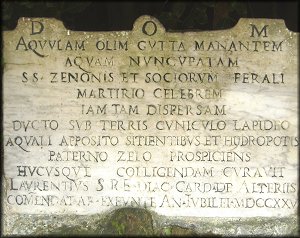 D O M
AQVVLAM OLIM GVTTA MANANTEM
AQVAM NVNCVPATAM
S S. ZENONIS ET SOCIORVM FERALI
MARTIRIO CELEBREM
IAM TAM DISPERSAM
DVCTO SVB TERRIS CVNICVLO LAPIDEO
AQVALI APPOSITO SITIENTIBVS ET HVDROPOTIS
PATERNO ZELO PROSPICIENS
HVCVSQVE COLLIGENDAM CVRAVIT
LAVRENTIVS S R E DIAC CARD DE ALTERIIS
COMENDAT AB EXEVNTE AN IVBILEI MDCCXXV